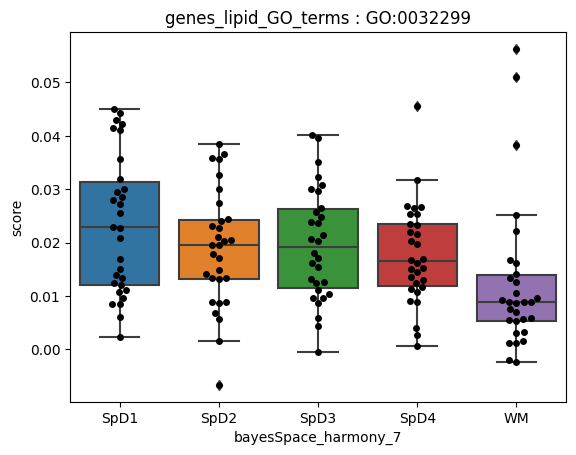 genes_lipid_GO_terms : GO:0032299
score
0.05
0.04
0.03
0.02
0.01
0.00
SpD1 SpD2 SpD3 SpD4 WM
bayesSpace_harmony_7